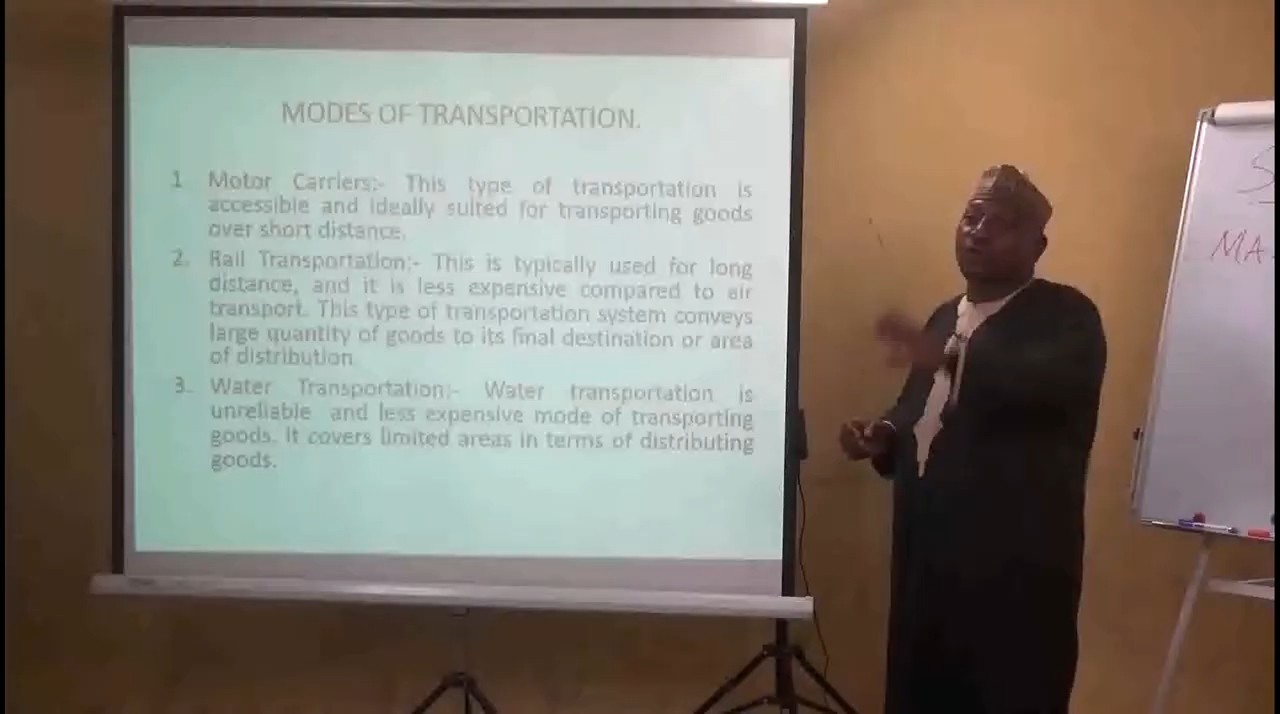 MODES OF TRANSPORTATION.
1. Motor Carriers:- This type of transportation is
accessible and ideally suited for transporting goods
over short distance.
2. Rail Transportation:- This is typically used for long
distance, and it is less expensive compared to air
transport. This type of transportation system conveys
large quantity of goods to its final destination or area
of distribution.
3. Water Transportation:- Water transportation is
unreliable and less expensive mode of transporting
goods. It covers limited areas in terms of distributing
goods.
S
MA